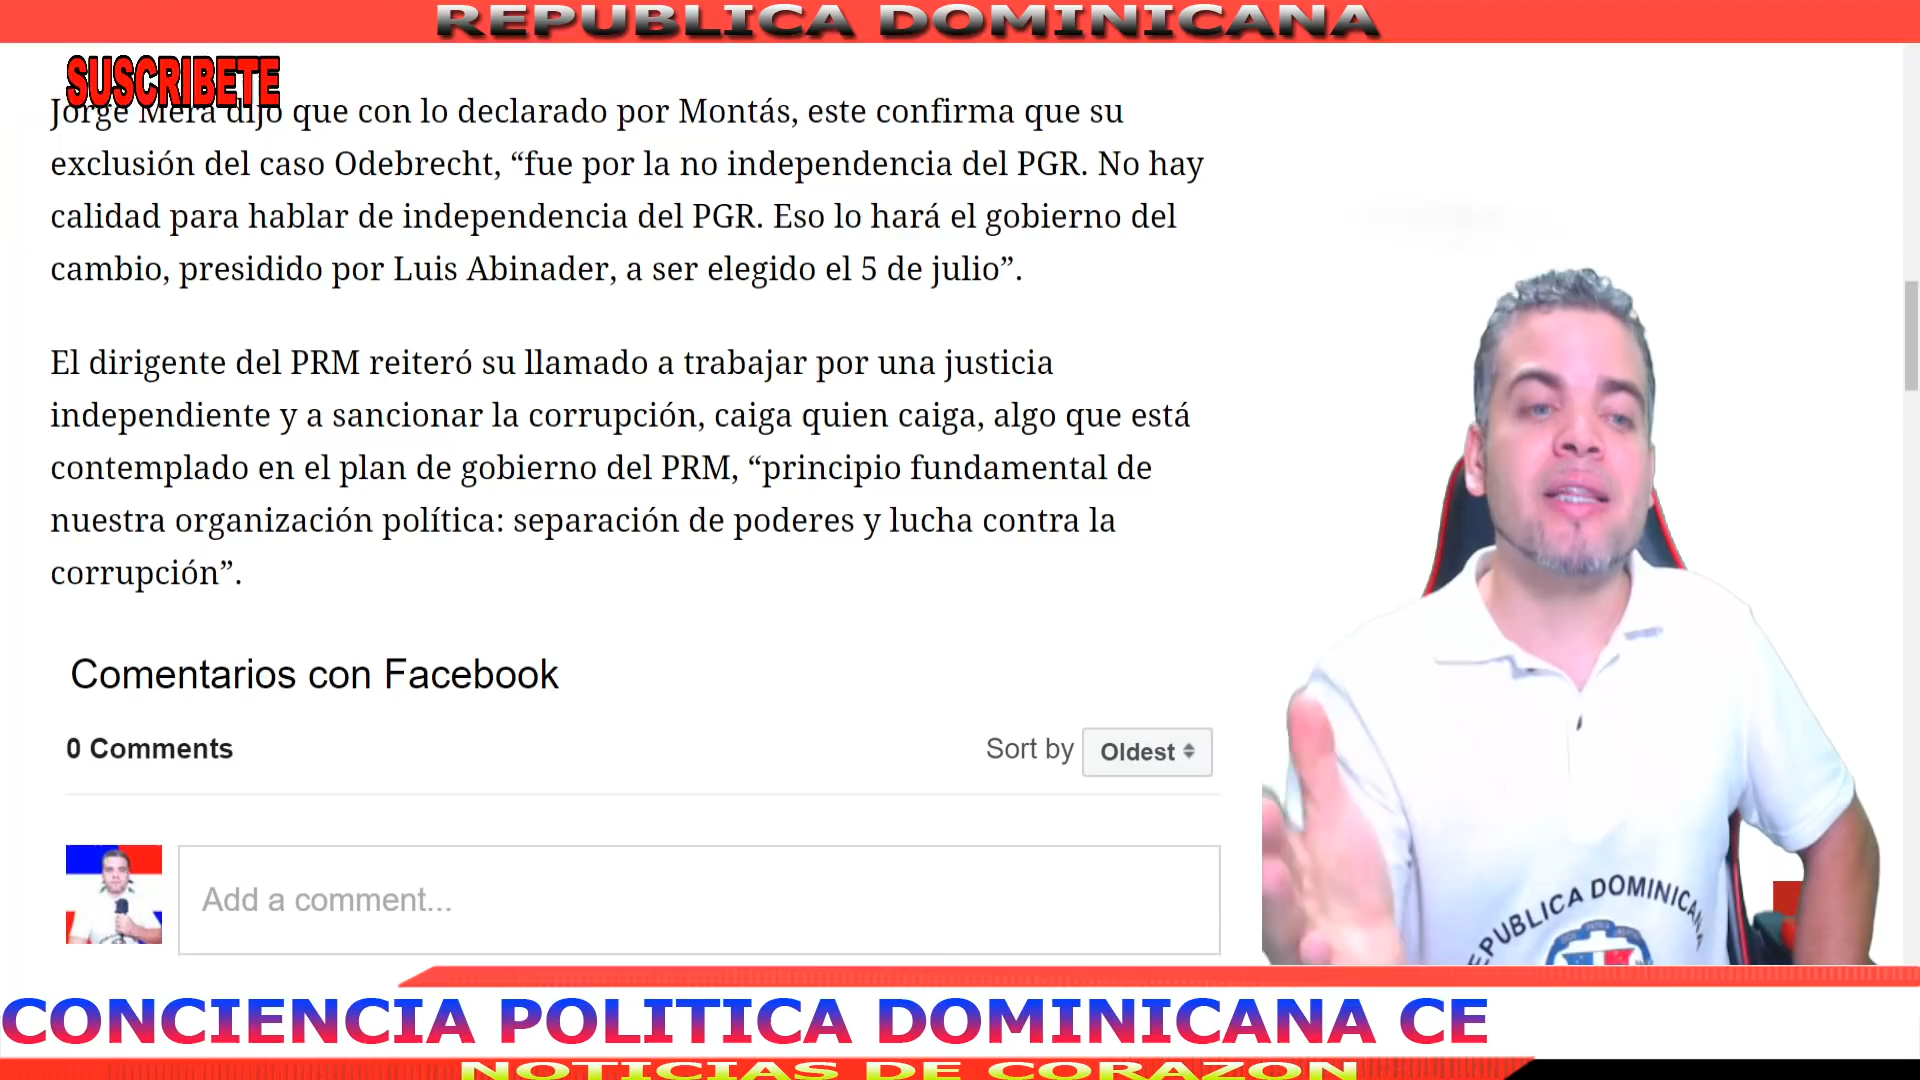 REPUBLICA DOMINICANA
SUSCRIBETE
Jorge Mera dijo que con lo declarado por Montás, este confirma que su
exclusión del caso Odebrecht, “fue por la no independencia del PGR. No hay
calidad para hablar de independencia del PGR. Eso lo hará el gobierno del
cambio, presidido por Luis Abinader, a ser elegido el 5 de julio”.
El dirigente del PRM reiteró su llamado a trabajar por una justicia
independiente y a sancionar la corrupción, caiga quien caiga, algo que está
contemplado en el plan de gobierno del PRM, “principio fundamental de
nuestra organización política: separación de poderes y lucha contra la
corrupción”.
Comentarios con Facebook
0 Comments
Sort by Oldest
Add a comment...
REPUBLICA DOMINICANA
CONCIENCIA POLITICA DOMINICANA CE
NOTICIAS DE CORAZON